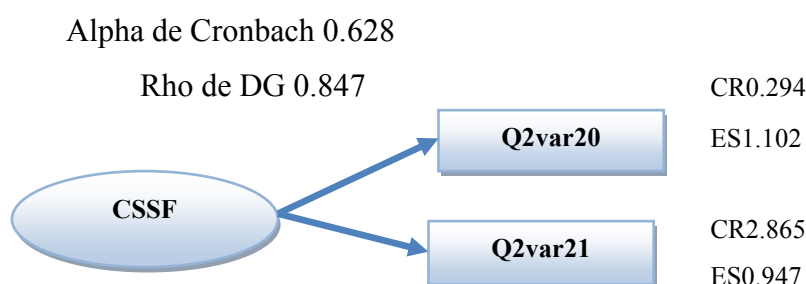 Alpha de Cronbach 0.628
Rho de DG 0.847
CR0.294
Q2var20
ES1.102
CSSF
CR2.865
Q2var21
ES0.947